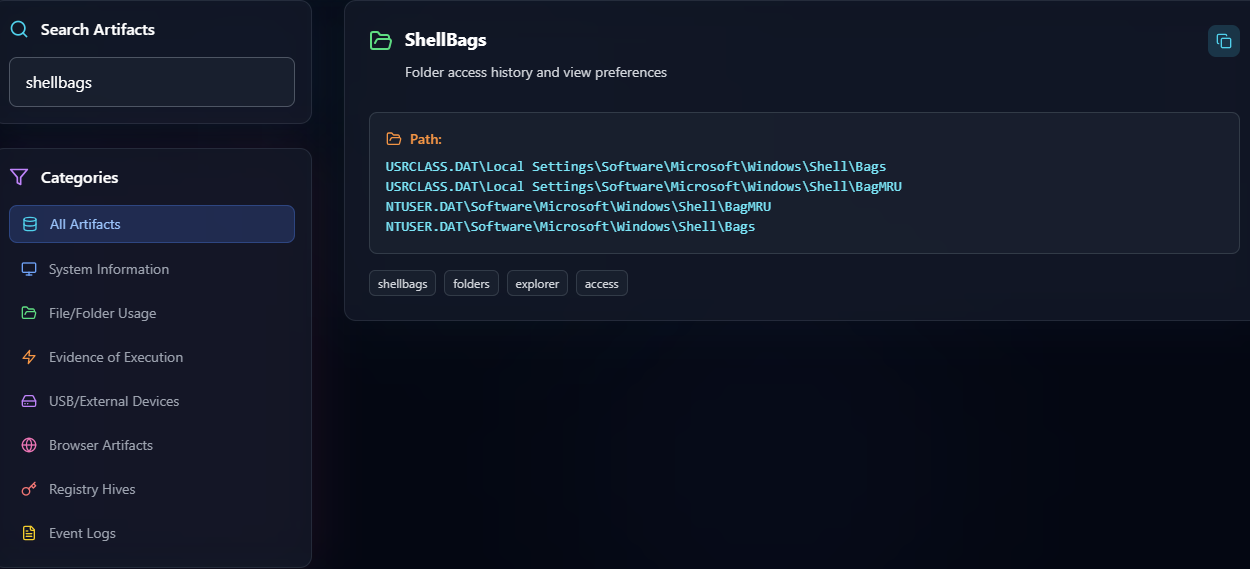 Search Artifacts
shellbags
Categories
All Artifacts
System Information
File/Folder Usage
Evidence of Execution
USB/External Devices
Browser Artifacts
Registry Hives
Event Logs
ShellBags
Folder access history and view preferences
Path:
USRCLASS.DAT\Local Settings\Software\Microsoft\Windows\Shell\Bags
USRCLASS.DAT\Local Settings\Software\Microsoft\Windows\Shell\BagMRU
NTUSER.DAT\Software\Microsoft\Windows\Shell\BagMRU
NTUSER.DAT\Software\Microsoft\Windows\Shell\Bags
shellbags folders explorer access